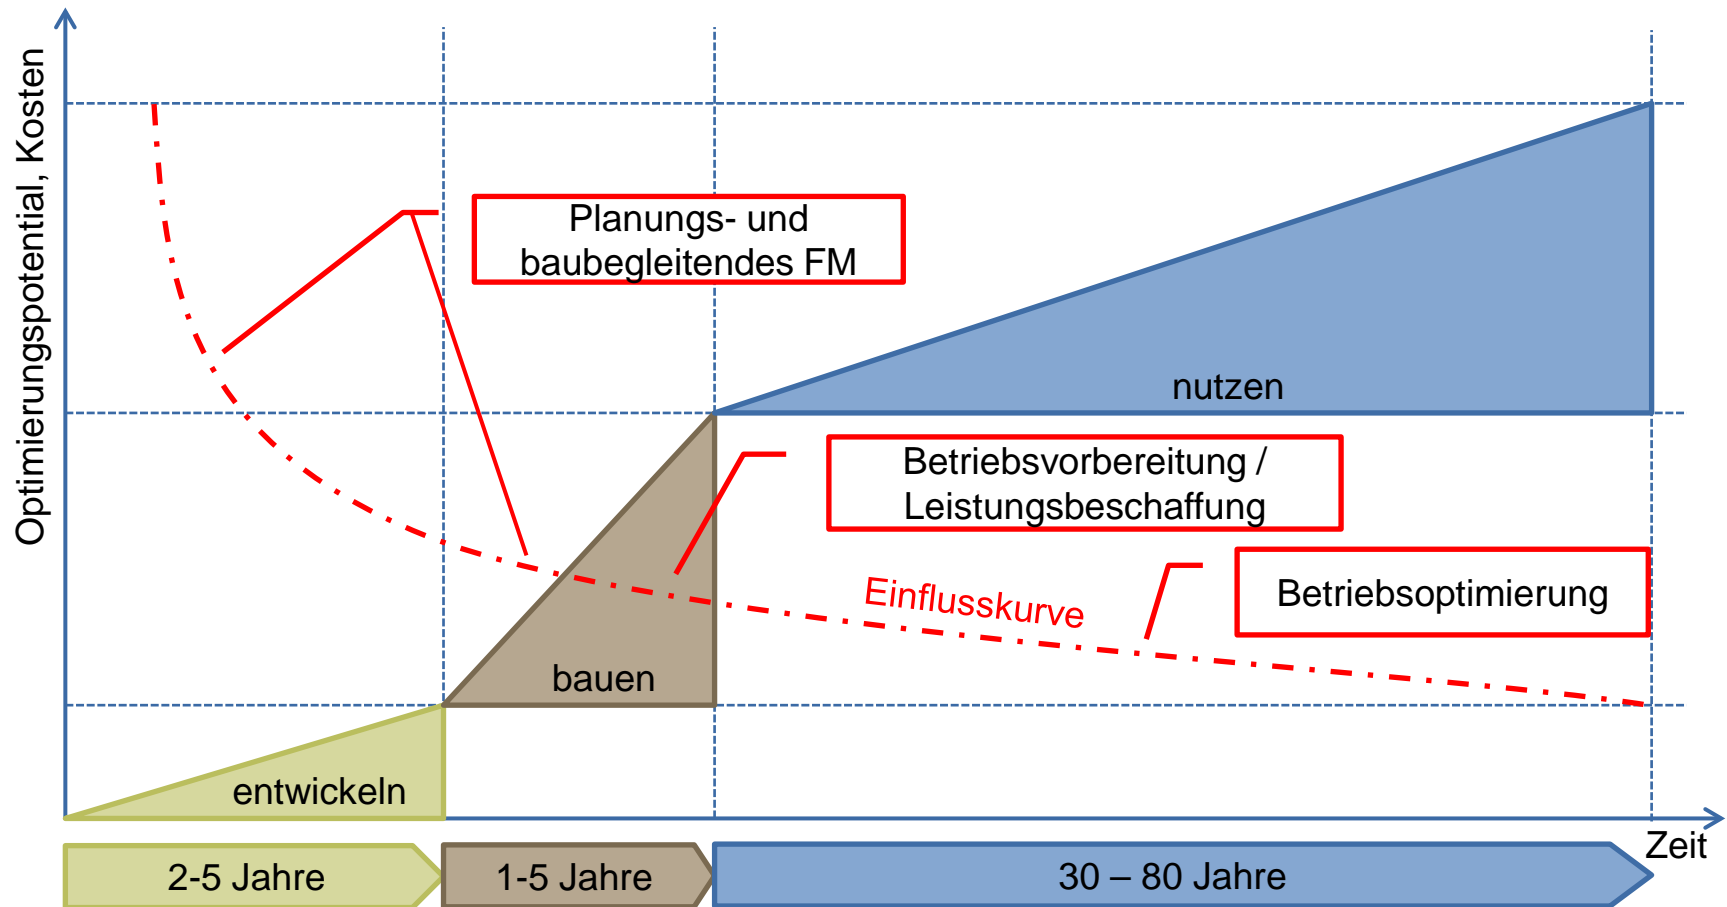 Optimierungspotential, Kosten
Planungs- und
baubegleitendes FM
nutzen
Betriebsvorbereitung /
Leistungsbeschaffung
Einflusskurve
Betriebsoptimierung
bauen
entwickeln
Zeit
2-5 Jahre
1-5 Jahre
30 – 80 Jahre